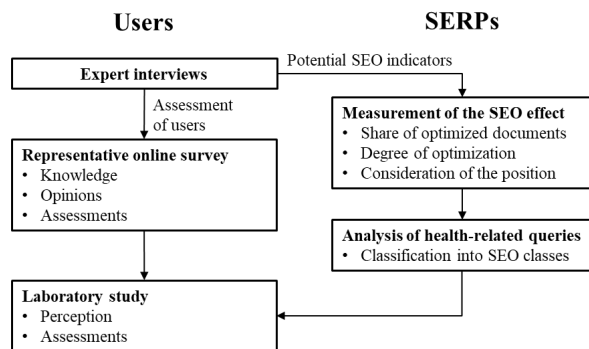 Users
SERPs
Expert interviews
Potential SEO indicators
Assessment
of users
Measurement of the SEO effect
• Share of optimized documents
• Degree of optimization
• Consideration of the position
Representative online survey
• Knowledge
• Opinions
• Assessments
Analysis of health-related queries
• Classification into SEO classes
Laboratory study
• Perception
• Assessments